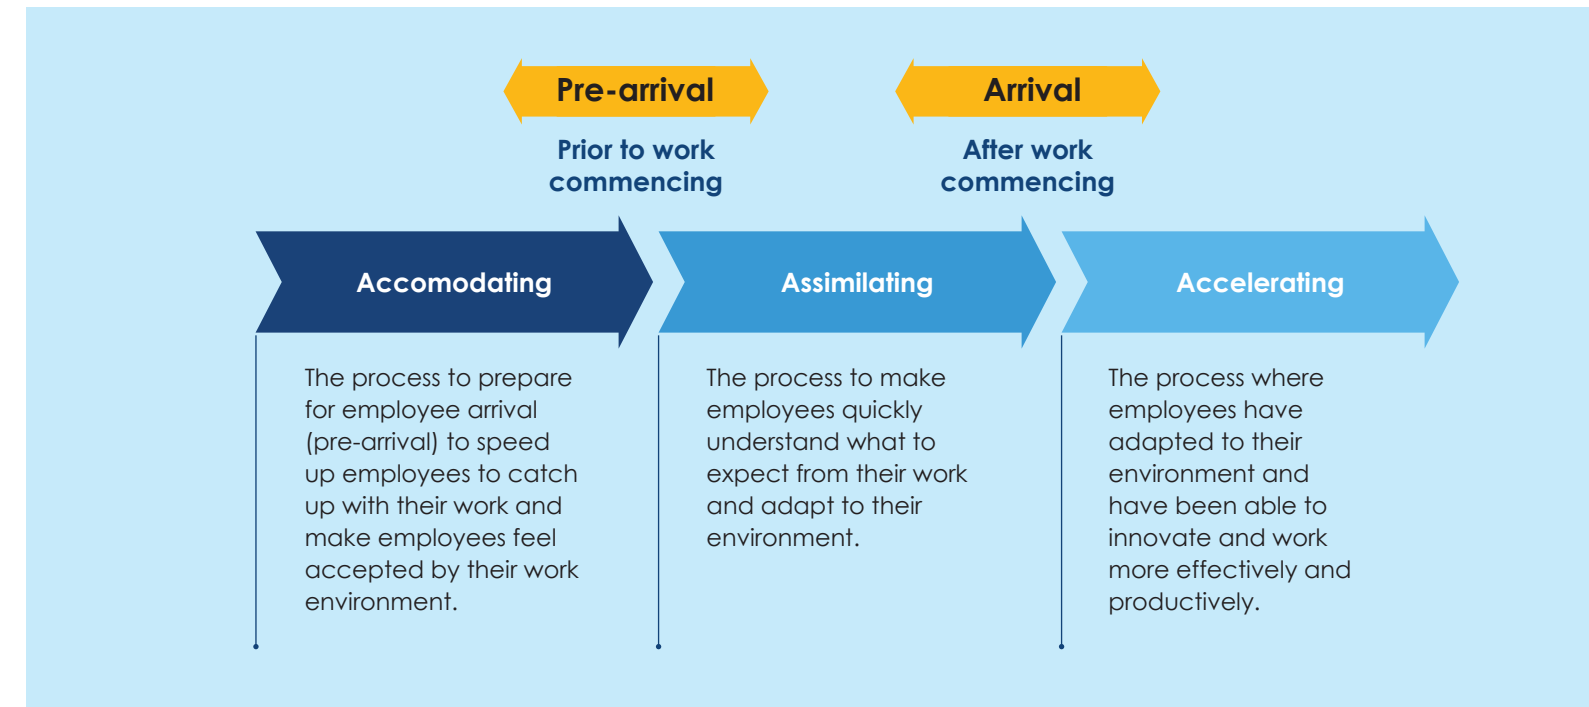 Pre-arrival
Prior to work
commencing
Arrival
After work
commencing
Accomodating
Assimilating
Accelerating
The process to prepare
for employee arrival
(pre-arrival) to speed
up employees to catch
up with their work and
make employees feel
accepted by their work
environment.
The process to make
employees quickly
understand what to
expect from their work
and adapt to their
environment.
The process where
employees have
adapted to their
environment and
have been able to
innovate and work
more effectively and
productively.